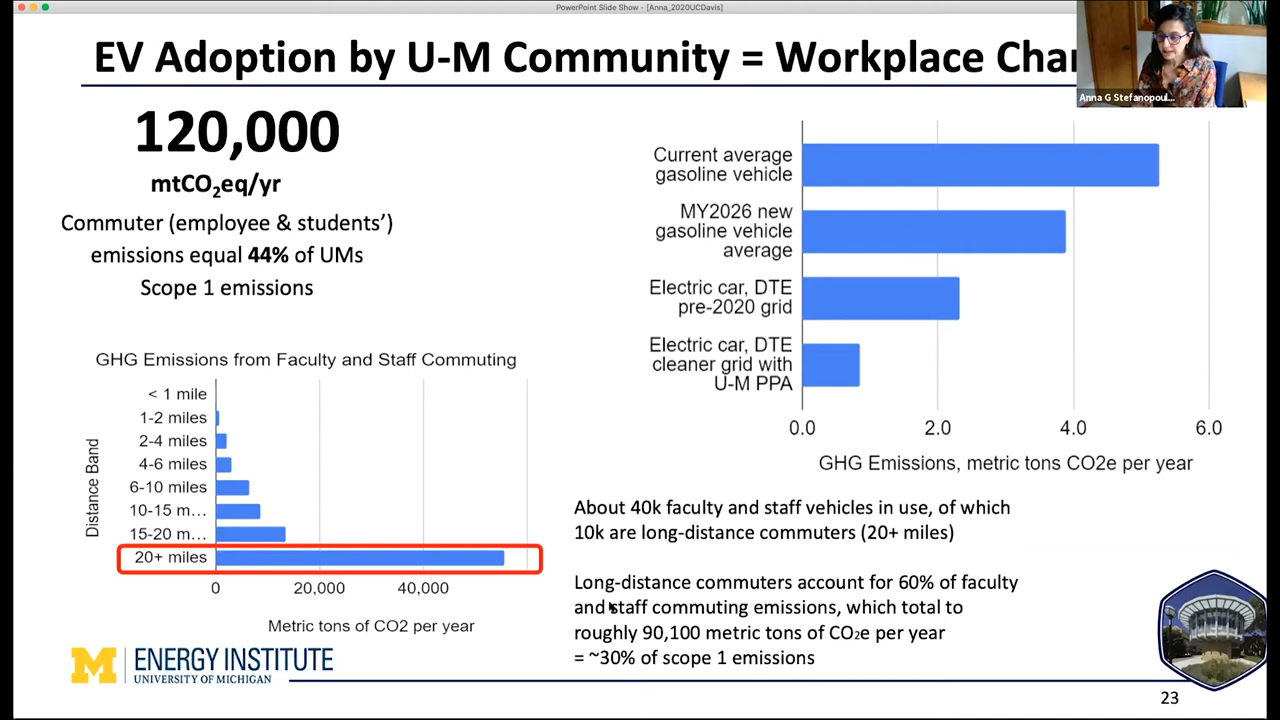 PowerPoint Slide Show - [Anna_2020UCDavis]
EV Adoption by U-M Community = Workplace
Anna G Stefanopoul...
120,000
mtCO2eq/yr
Commuter (employee & students’)
emissions equal 44% of UMs
Scope 1 emissions
GHG Emissions from Faculty and Staff Commuting
Distance Band
< 1 mile
1-2 miles
2-4 miles
4-6 miles
6-10 miles
10-15 m…
15-20 m…
20+ miles
0 20,000 40,000
Metric tons of CO2 per year
Current average
gasoline vehicle
MY2026 new
gasoline vehicle
average
Electric car, DTE
pre-2020 grid
Electric car, DTE
cleaner grid with
U-M PPA
0.0 2.0 4.0 6.0
GHG Emissions, metric tons CO2e per year
About 40k faculty and staff vehicles in use, of which
10k are long-distance commuters (20+ miles)
Long-distance commuters account for 60% of faculty
and staff commuting emissions, which total to
roughly 90,100 metric tons of CO2e per year
= ~30% of scope 1 emissions
M ENERGY INSTITUTE
UNIVERSITY OF MICHIGAN
23